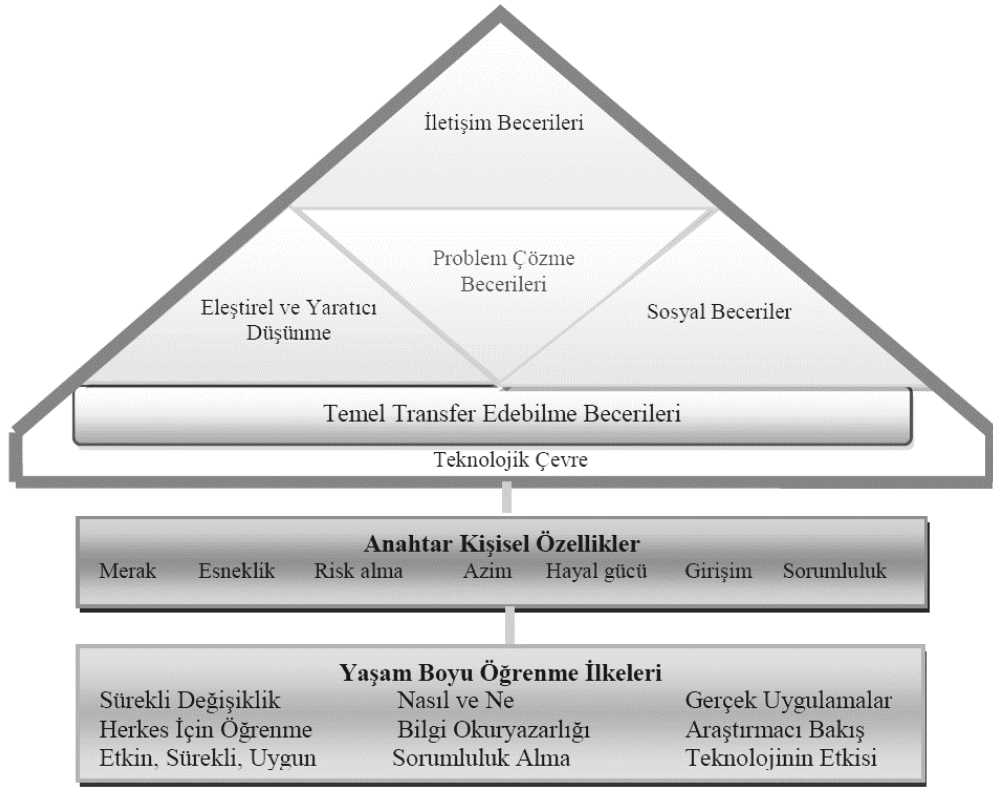 İletişim Becerileri
Problem Çözme
Becerileri
Eleştirel ve Yaratıcı
Düşünme
Sosyal Beceriler
Temel Transfer Edebilme Becerileri
Teknolojik Çevre
Anahtar Kişisel Özellikler
Merak Esneklik Risk alma Azim Hayal gücü Girişim Sorumluluk
Yaşam Boyu Öğrenme İlkeleri
Sürekli Değişiklik Nasıl ve Ne Gerçek Uygulamalar
Herkes İçin Öğrenme Bilgi Okuryazarlığı Araştırmacı Bakış
Etkin, Sürekli, Uygun Sorumluluk Alma Teknolojinin Etkisi